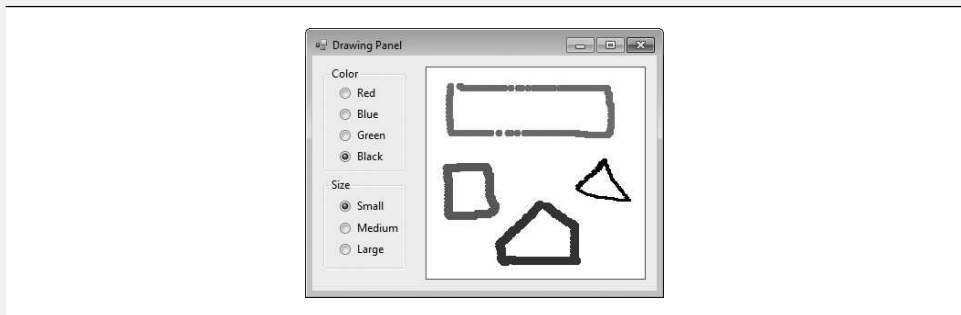 Drawing Panel
Color
Red
Blue
Green
Black
Size
Small
Medium
Large